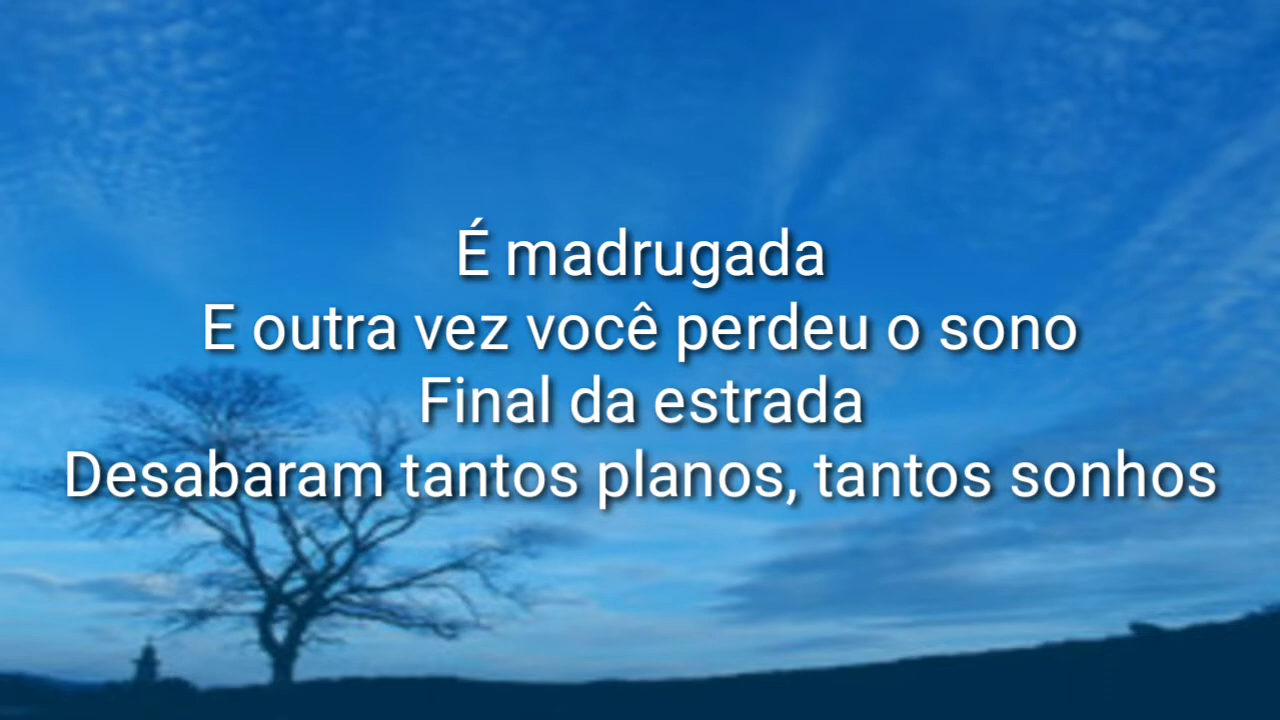 É madrugada
E outra vez você perdeu o sono
Final da estrada
Desabaram tantos planos, tantos sonhos